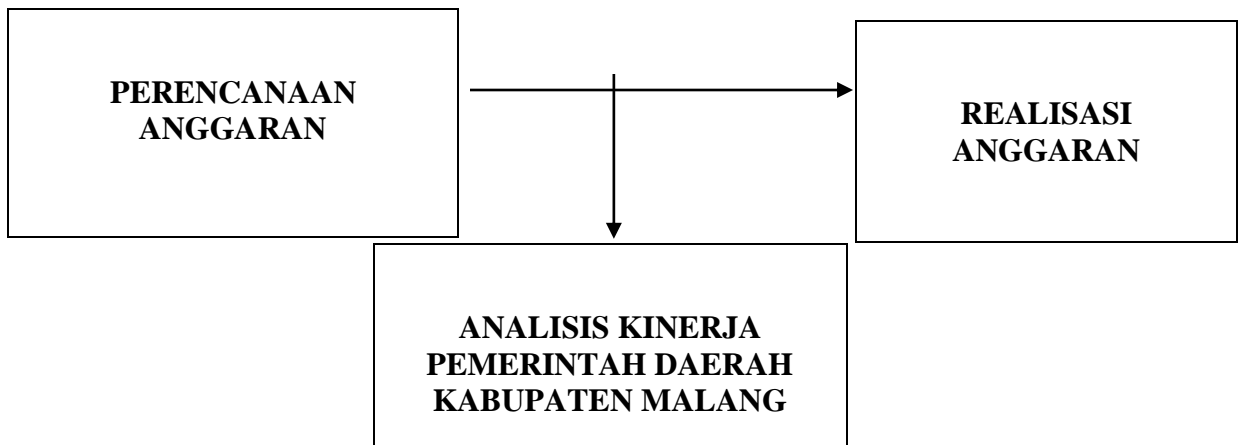 PERENCANAAN
ANGGARAN
REALISASI
ANGGARAN
ANALISIS KINERJA
PEMERINTAH DAERAH
KABUPATEN MALANG